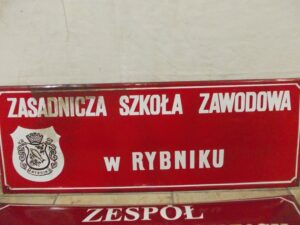 ZASADNICZA SZKOŁA ZAWODOWA
w RYBNIKU
ZESPÓŁ